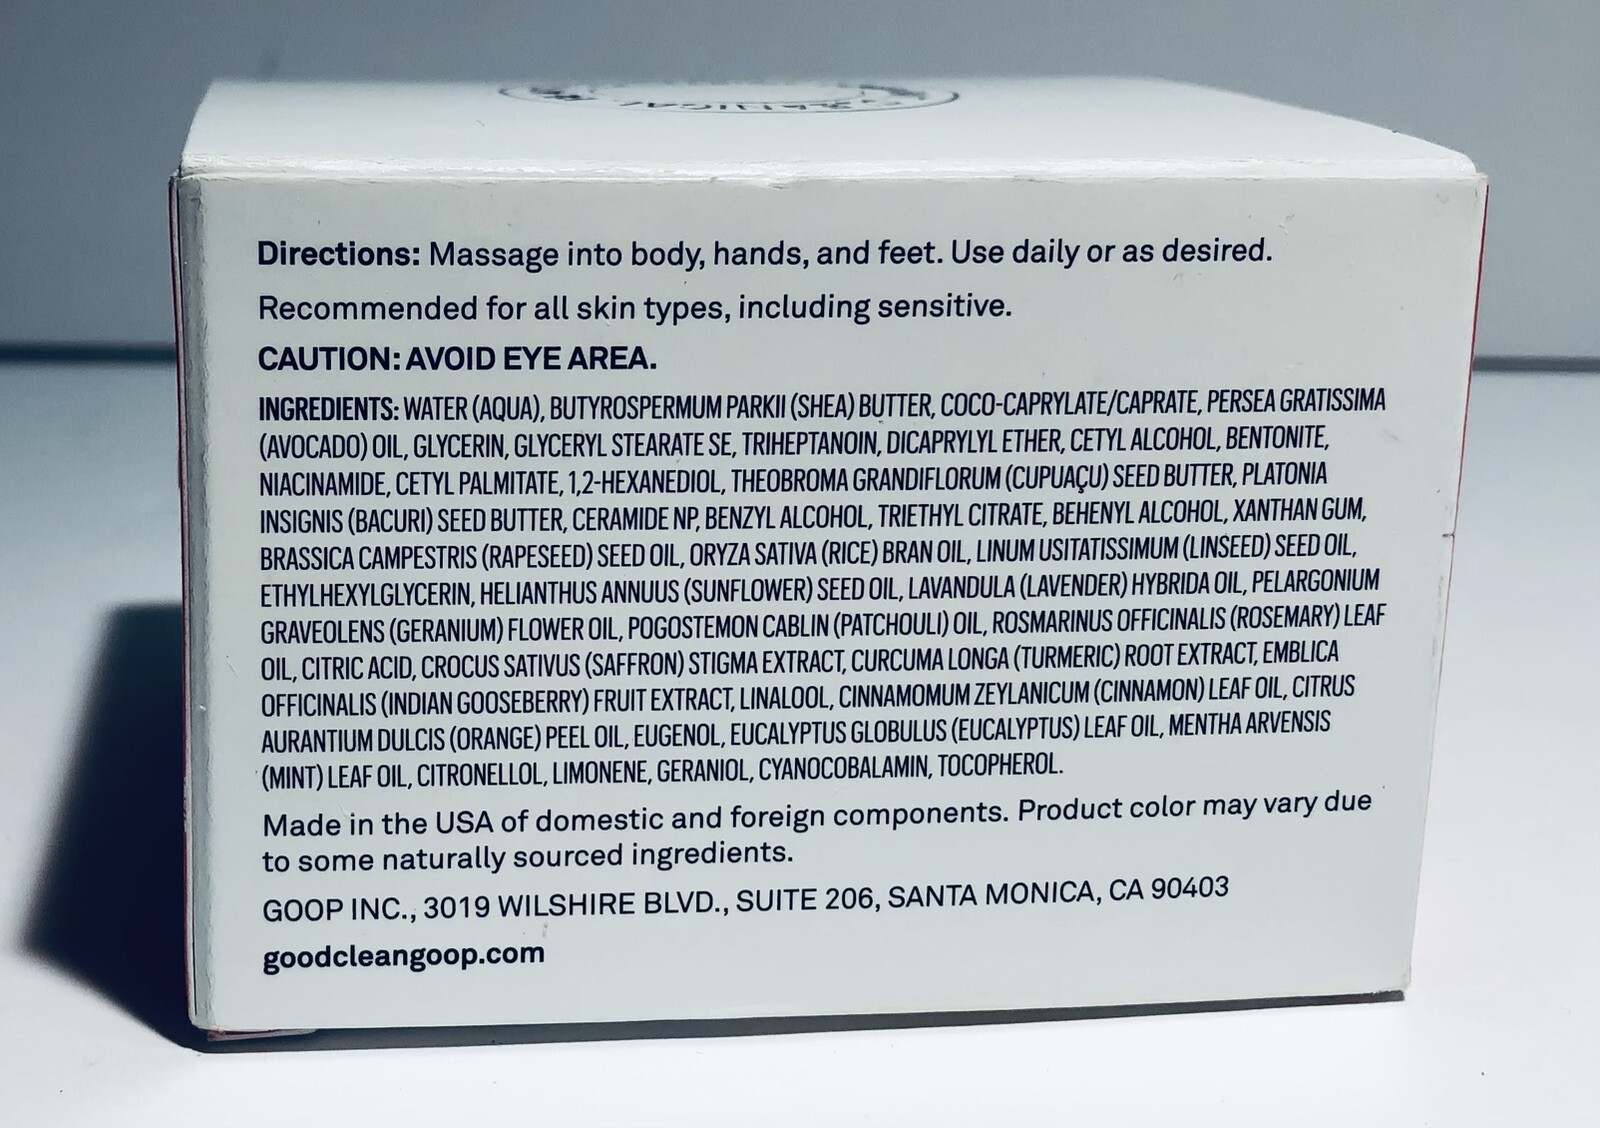 Directions: Massage into body, hands, and feet. Use daily or as desired.
Recommended for all skin types, including sensitive.
CAUTION: AVOID EYE AREA.
INGREDIENTS: WATER (AQUA), BUTYROSPERMUM PARKII (SHEA) BUTTER, COCO-CAPRYLATE/CAPRATE, PERSEA GRATISSIMA
(AVOCADO) OIL, GLYCERIN, GLYCERYL STEARATE SE, TRIHEPTANOIN, DICAPRYLYL ETHER, CETYL ALCOHOL, BENTONITE,
NIACINAMIDE, CETYL PALMITATE, 1,2-HEXANEDIOL, THEOBROMA GRANDIFLORUM (CUPUAÇU) SEED BUTTER, PLATONIA
INSIGNIS (BACURI) SEED BUTTER, CERAMIDE NP, BENZYL ALCOHOL, TRIETHYL CITRATE, BEHENYL ALCOHOL, XANTHAN GUM,
BRASSICA CAMPESTRIS (RAPESEED) SEED OIL, ORYZA SATIVA (RICE) BRAN OIL, LINUM USITATISSIMUM (LINSEED) SEED OIL,
ETHYLHEXYLGLYCERIN, HELIANTHUS ANNUUS (SUNFLOWER) SEED OIL, LAVANDULA (LAVENDER) HYBRIDA OIL, PELARGONIUM
GRAVEOLENS (GERANIUM) FLOWER OIL, POGOSTEMON CABLIN (PATCHOULI) OIL, ROSMARINUS OFFICINALIS (ROSEMARY) LEAF
OIL, CITRIC ACID, CROCUS SATIVUS (SAFFRON) STIGMA EXTRACT, CURCUMA LONGA (TURMERIC) ROOT EXTRACT, EMBLICA
OFFICINALIS (INDIAN GOOSEBERRY) FRUIT EXTRACT, LINALOOL, CINNAMOMUM ZEYLANICUM (CINNAMON) LEAF OIL, CITRUS
AURANTIUM DULCIS (ORANGE) PEEL OIL, EUGENOL, EUCALYPTUS GLOBULUS (EUCALYPTUS) LEAF OIL, MENTHA ARVENSIS
(MINT) LEAF OIL, CITRONELLOL, LIMONENE, GERANIOL, CYANOCOBALAMIN, TOCOPHEROL.
Made in the USA of domestic and foreign components. Product color may vary due
to some naturally sourced ingredients.
GOOP INC., 3019 WILSHIRE BLVD., SUITE 206, SANTA MONICA, CA 90403
goodcleangoop.com